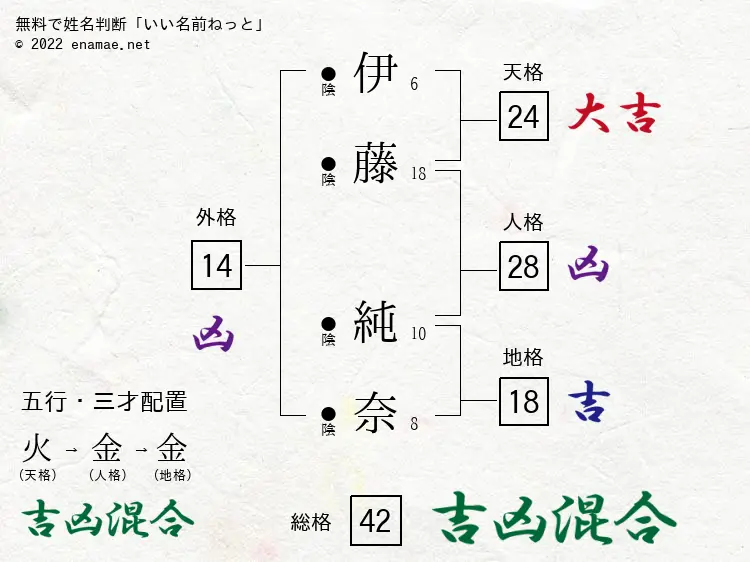 無料で姓名判断「いい名前ねっと」
© 2022 enamae.net
伊 6
●陰
藤 18
●陰
純 10
●陰
奈 8
●陰
天格
24 大吉
人格
28 凶
地格
18 吉
外格
14
凶
五行・三才配置
火 → 金 → 金
(天格) (人格) (地格)
吉凶混合
総格 42 吉凶混合